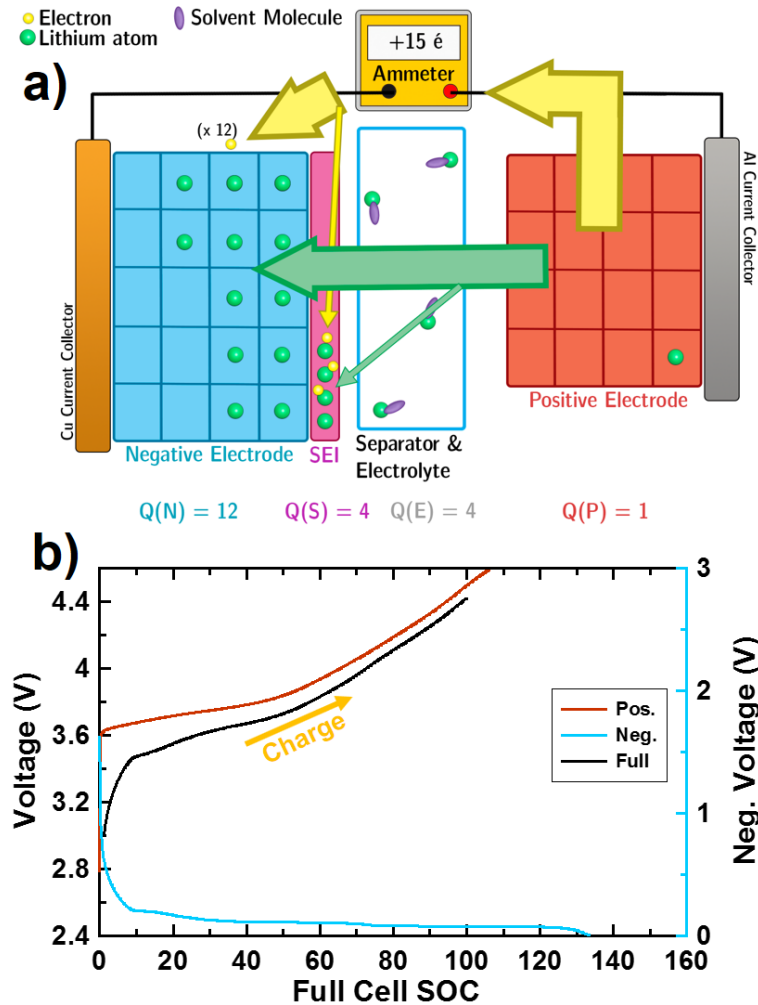 Electron
Solvent Molecule
Lithium atom
a)
+15 é
Ammeter
(x 12)
Cu Current Collector
Al Current Collector
Negative Electrode
SEI
Separator &
Electrolyte
Positive Electrode
Q(N) = 12
Q(S) = 4
Q(E) = 4
Q(P) = 1
b)
Voltage (V)
4.4
4
3.6
3.2
2.8
2.4
Charge
Pos.
Neg.
Full
3
2
1
0
Neg. Voltage (V)
0
20
40
60
80
100
120
140
160
Full Cell SOC